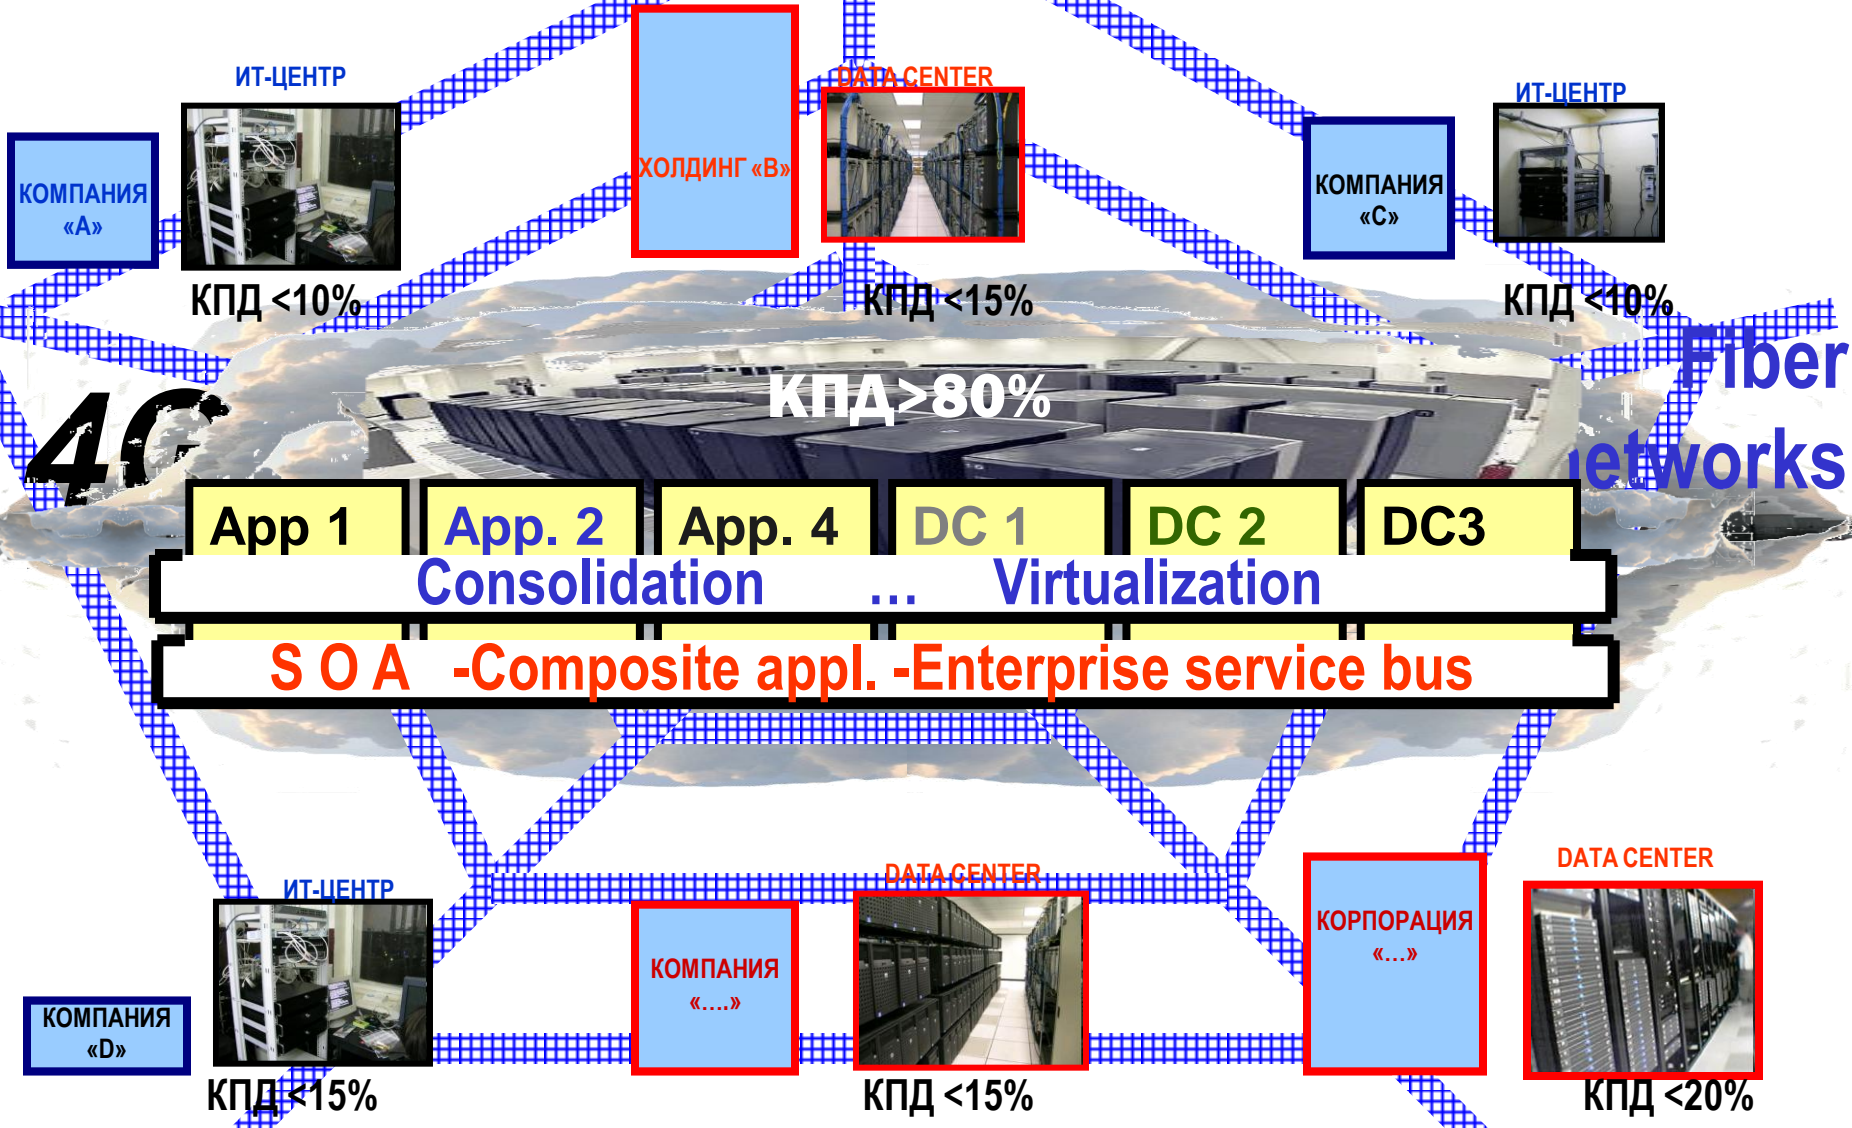 ИТ-ЦЕНТР
DATA CENTER
ИТ-ЦЕНТР
КОМПАНИЯ
«А»
ХОЛДИНГ «В»
КОМПАНИЯ
«С»
КПД <10%
КПД <15%
КПД <10%
4G
КПД>80%
Fiber
networks
App 1
App. 2
App. 4
DC 1
DC 2
DC3
Consolidation ... Virtualization
S O A -Composite appl. -Enterprise service bus
ИТ-ЦЕНТР
DATA CENTER
DATA CENTER
КОМПАНИЯ
«D»
КОМПАНИЯ
«....»
КОРПОРАЦИЯ
«...»
КПД <15%
КПД <15%
КПД <20%